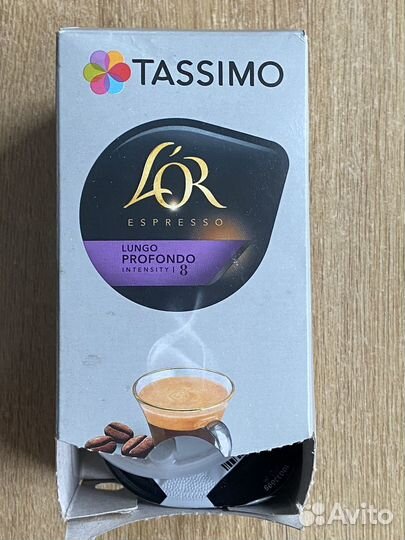 TASSIMO
L'OR
ESPRESSO
LUNGO
PROFONDO
INTENSITY | 8
Avito